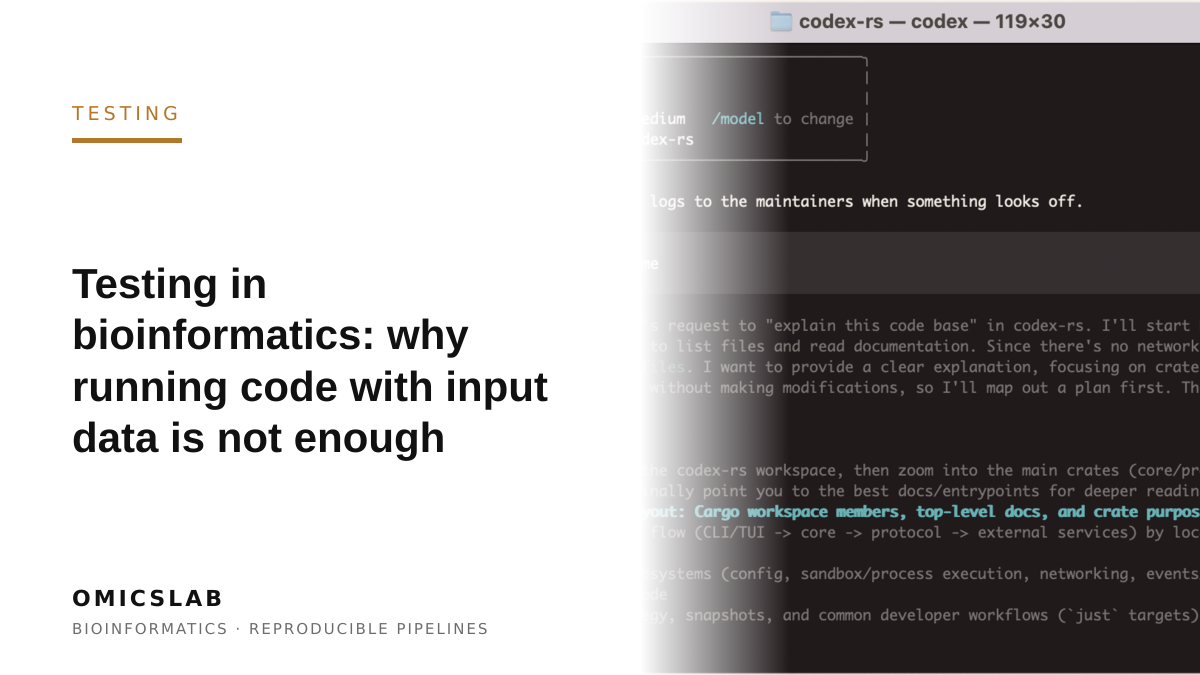 TESTING
Testing in
bioinformatics: why
running code with input
data is not enough
OMICSLAB
BIOINFORMATICS · REPRODUCIBLE PIPELINES
codex-rs — codex — 119×30
/model to change
logs to the maintainers when something looks off.
request to "explain this code base" in codex-rs. I'll start
to list files and read documentation. Since there's no network
I want to provide a clear explanation, focusing on crate
without making modifications, so I'll map out a plan first.
codex-rs workspace, then zoom into the main crates
point you to the best docs/entrypoints for deeper
Cargo workspace members, top-level docs, and crate
flow (CLI/TUI -> core -> protocol -> external services) by
systems (config, sandbox/process execution, networking, events
snapshots, and common developer workflows (`just` targets)